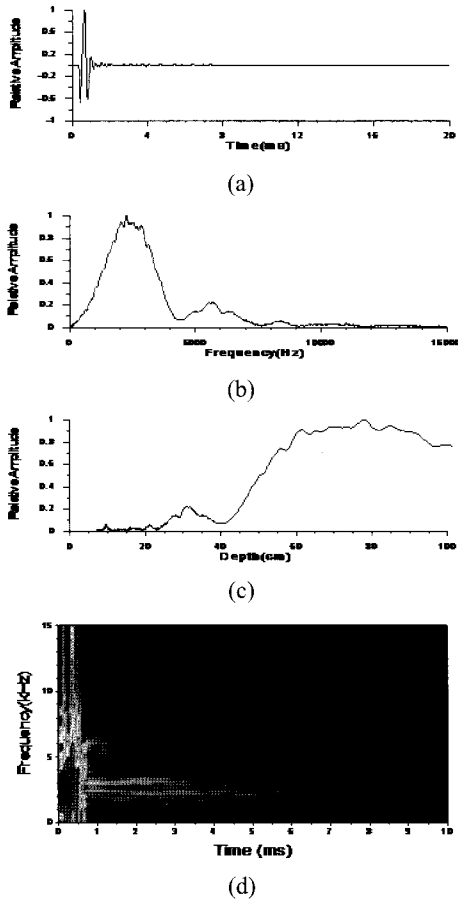 Relative Amplitude
1
0.2
-0.2
-1
0 4 8 12 16 20
Time(ms)
(a)
Relative Amplitude
1
0.8
0.6
0.4
0.2
0
0 5000 10000 15000
Frequency(Hz)
(b)
Relative Amplitude
1
0.8
0.6
0.4
0.2
0
0 20 40 60 80 100
Depth(cm)
(c)
Frequency(KHz)
15
10
5
0
0 1 2 3 4 5 6 7 8 9 10
Time (ms)
(d)